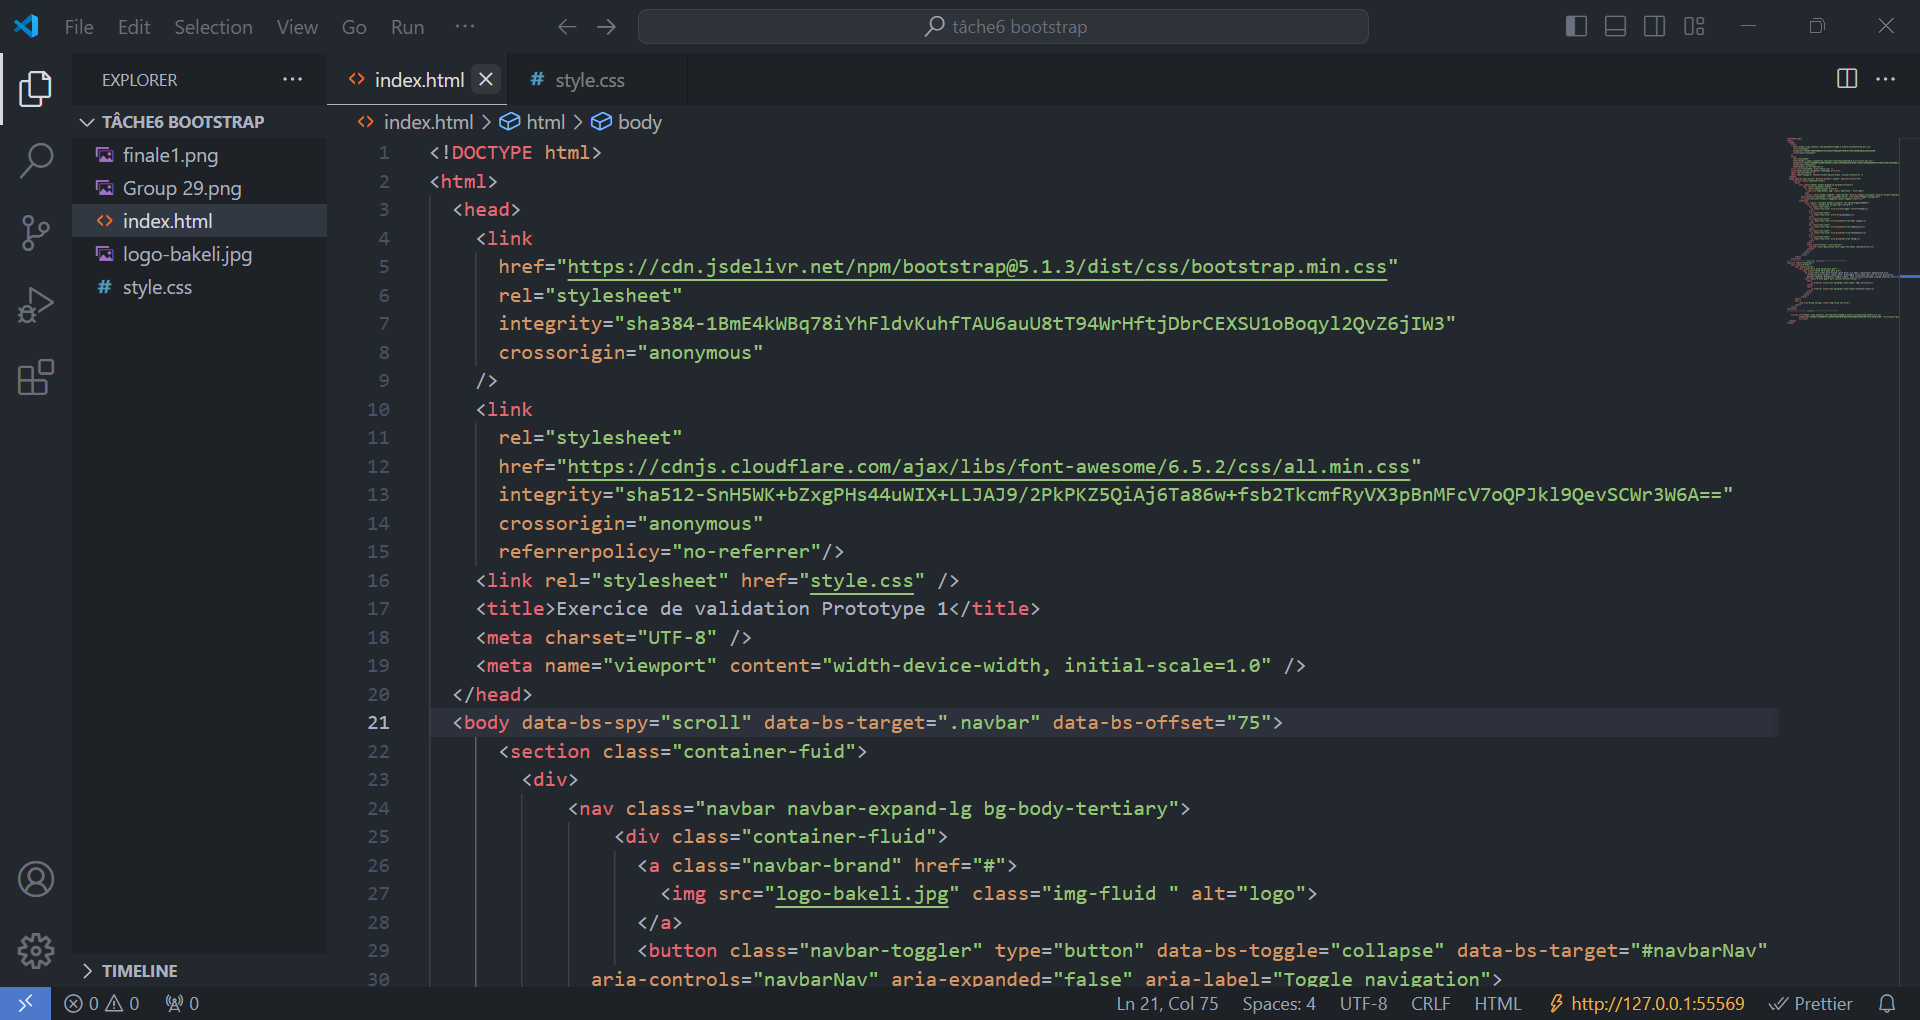 File Edit Selection View Go Run ··· tâche6 bootstrap
EXPLORER ···
TÂCHE6 BOOTSTRAP
finale1.png
Group 29.png
index.html
logo-bakeli.jpg
style.css
TIMELINE
index.html style.css
index.html > html > body
1 <!DOCTYPE html>
2 <html>
3 <head>
4 <link
5 href="https://cdn.jsdelivr.net/npm/bootstrap@5.1.3/dist/css/bootstrap.min.css"
6 rel="stylesheet"
7 integrity="sha384-1BmE4kWBq78iYhFldvKuhfTAU6auU8tT94WrHftjDbrCEXSU1oBoqyl2QvZ6jIW3"
8 crossorigin="anonymous"
9 />
10 <link
11 rel="stylesheet"
12 href="https://cdnjs.cloudflare.com/ajax/libs/font-awesome/6.5.2/css/all.min.css"
13 integrity="sha512-SnH5WK+bZxgPHs44uWIX+LLJAJ9/2PkPKZ5QiAj6Ta86w+fsb2TkcmfRyVX3pBnMFcV7oQPJkl9QevSCWr3W6A=="
14 crossorigin="anonymous"
15 referrerpolicy="no-referrer"/>
16 <link rel="stylesheet" href="style.css" />
17 <title>Exercice de validation Prototype 1</title>
18 <meta charset="UTF-8" />
19 <meta name="viewport" content="width-device-width, initial-scale=1.0" />
20 </head>
21 <body data-bs-spy="scroll" data-bs-target=".navbar" data-bs-offset="75">
22 <section class="container-fuid">
23 <div>
24 <nav class="navbar navbar-expand-lg bg-body-tertiary">
25 <div class="container-fluid">
26 <a class="navbar-brand" href="#">
27 <img src="logo-bakeli.jpg" class="img-fluid " alt="logo">
28 </a>
29 <button class="navbar-toggler" type="button" data-bs-toggle="collapse" data-bs-target="#navbarNav"
30 aria-controls="navbarNav" aria-expanded="false" aria-label="Toggle navigation">
0 0 0 Ln 21, Col 75 Spaces: 4 UTF-8 CRLF HTML http://127.0.0.1:55569 Prettier